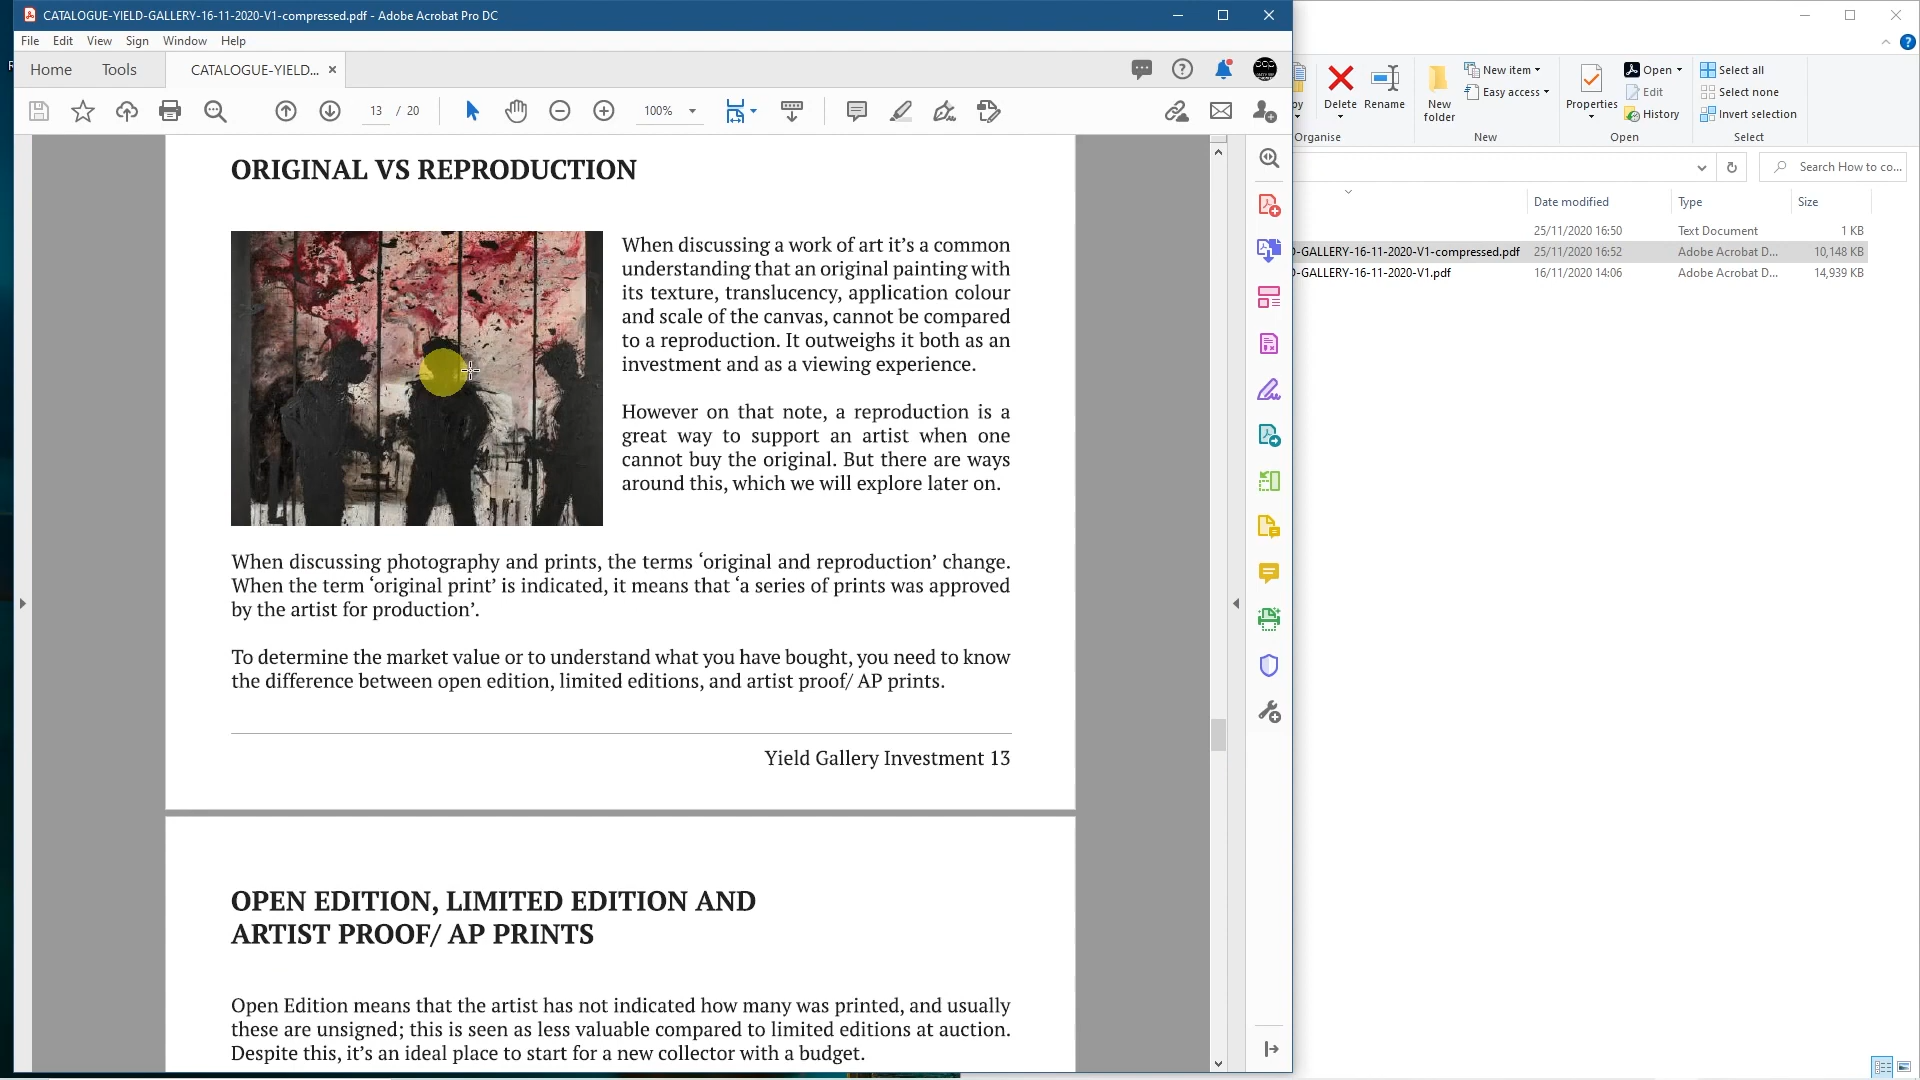 CATALOGUE-YIELD-GALLERY-16-11-2020-V1-compressed.pdf - Adobe Acrobat Pro DC
File Edit View Sign Window Help
Home Tools CATALOGUE-YIELD... ×
13 / 20 100%
ORIGINAL VS REPRODUCTION
When discussing a work of art it’s a common
understanding that an original painting with
its texture, translucency, application colour
and scale of the canvas, cannot be compared
to a reproduction. It outweighs it both as an
investment and as a viewing experience.
However on that note, a reproduction is a
great way to support an artist when one
cannot buy the original. But there are ways
around this, which we will explore later on.
When discussing photography and prints, the terms ‘original and reproduction’ change.
When the term ‘original print’ is indicated, it means that ‘a series of prints was approved
by the artist for production’.
To determine the market value or to understand what you have bought, you need to know
the difference between open edition, limited editions, and artist proof/ AP prints.
Yield Gallery Investment 13
OPEN EDITION, LIMITED EDITION AND
ARTIST PROOF/ AP PRINTS
Open Edition means that the artist has not indicated how many was printed, and usually
these are unsigned; this is seen as less valuable compared to limited editions at auction.
Despite this, it’s an ideal place to start for a new collector with a budget.
py Delete Rename New folder New item Easy access Properties Open Edit History Select all Select none Invert selection
Organise New Open Select
Search How to co...
Date modified Type Size
25/11/2020 16:50 Text Document 1 KB
D-GALLERY-16-11-2020-V1-compressed.pdf 25/11/2020 16:52 Adobe Acrobat D... 10,148 KB
D-GALLERY-16-11-2020-V1.pdf 16/11/2020 14:06 Adobe Acrobat D... 14,939 KB